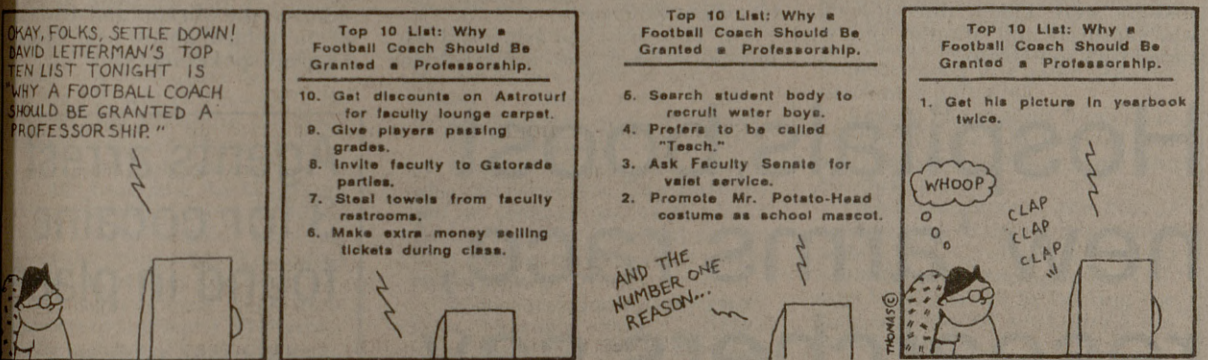 OKAY, FOLKS, SETTLE DOWN!
DAVID LETTERMAN'S TOP
TEN LIST TONIGHT IS
"WHY A FOOTBALL COACH
SHOULD BE GRANTED A
PROFESSORSHIP."
Top 10 List: Why a
Football Coach Should Be
Granted a Professorship.
10. Get discounts on Astroturf
for faculty lounge carpet.
9. Give players passing
grades.
8. Invite faculty to Gatorade
parties.
7. Steal towels from faculty
restrooms.
6. Make extra money selling
tickets during class.
Top 10 List: Why a
Football Coach Should Be
Granted a Professorship.
5. Search student body to
recruit water boys.
4. Prefers to be called
"Teach."
3. Ask Faculty Senate for
valet service.
2. Promote Mr. Potato-Head
costume as school mascot.
AND THE
NUMBER ONE
REASON...
Top 10 List: Why a
Football Coach Should Be
Granted a Professorship.
1. Get his picture in yearbook
twice.
WHOOP
CLAP
CLAP
CLAP
THOMAS ©